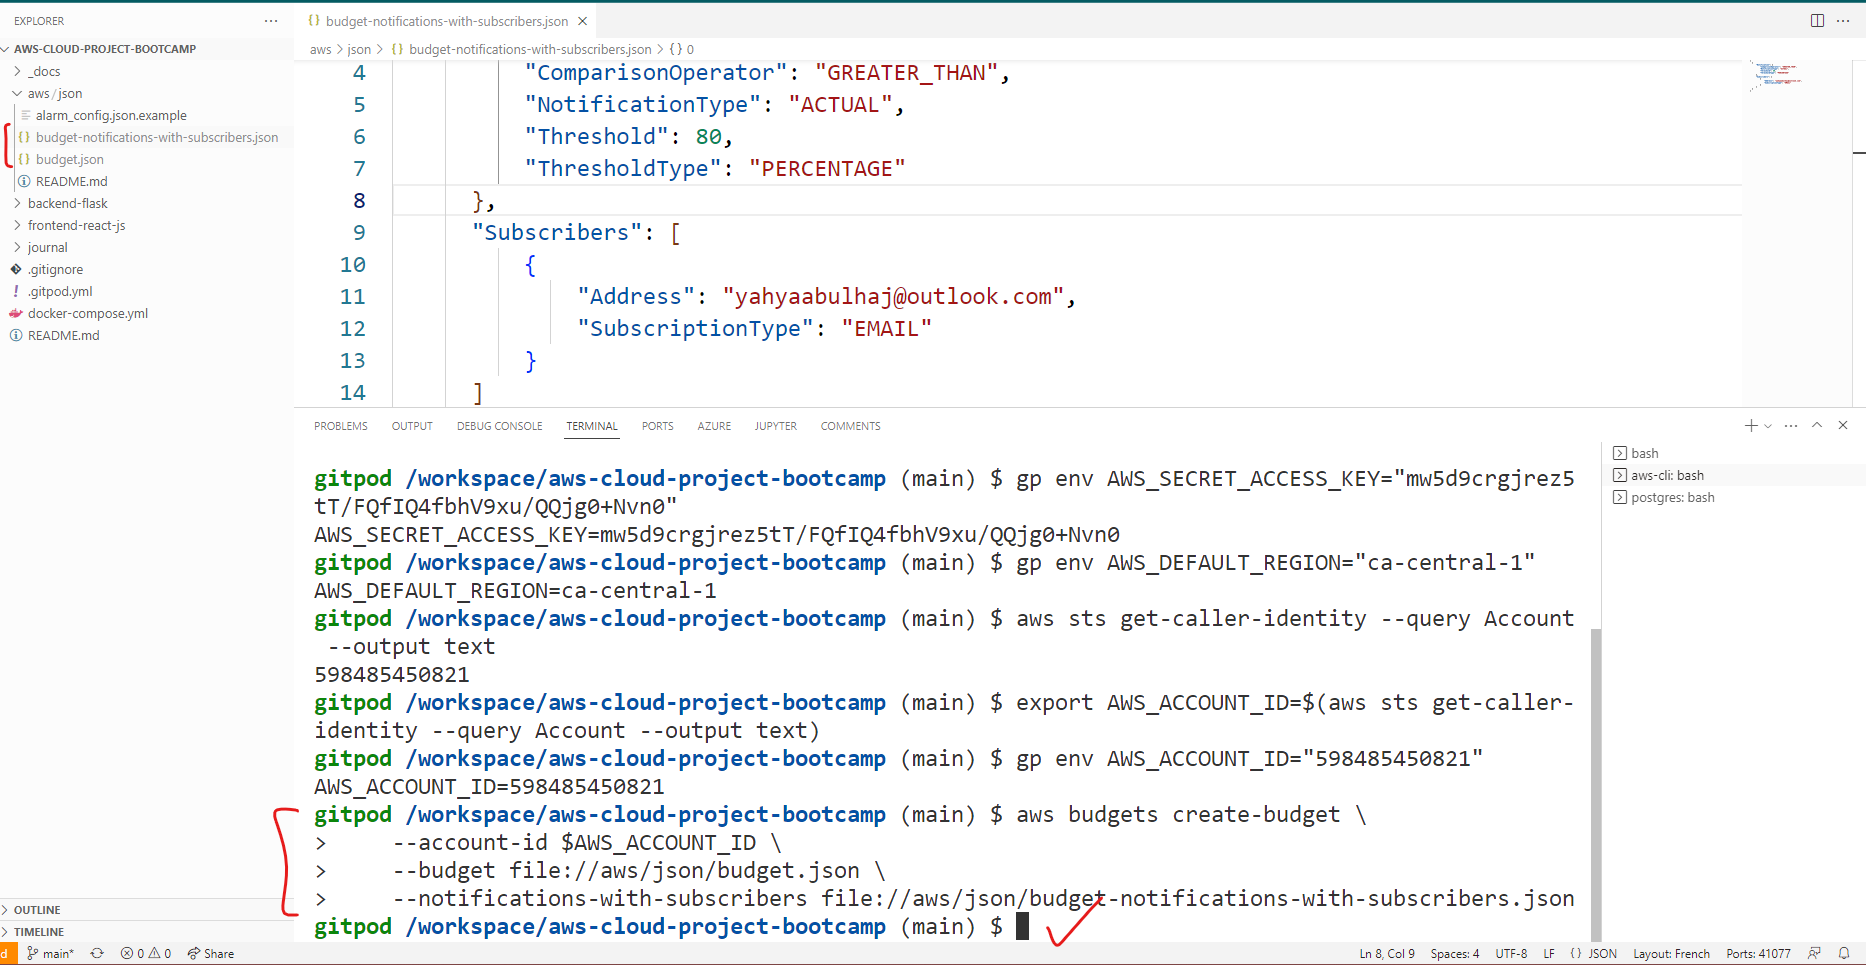 EXPLORER
···
AWS-CLOUD-PROJECT-BOOTCAMP
_docs
aws/json
alarm_config.json.example
budget-notifications-with-subscribers.json
budget.json
README.md
backend-flask
frontend-react-js
journal
.gitignore
.gitpod.yml
docker-compose.yml
README.md
OUTLINE
TIMELINE
{} budget-notifications-with-subscribers.json
aws > json > {} budget-notifications-with-subscribers.json > {} 0
4 "ComparisonOperator": "GREATER_THAN",
5 "NotificationType": "ACTUAL",
6 "Threshold": 80,
7 "ThresholdType": "PERCENTAGE"
8 },
9 "Subscribers": [
10 {
11 "Address": "yahyaabulhaj@outlook.com",
12 "SubscriptionType": "EMAIL"
13 }
14 ]
PROBLEMS OUTPUT DEBUG CONSOLE TERMINAL PORTS AZURE JUPYTER COMMENTS
gitpod /workspace/aws-cloud-project-bootcamp (main) $ gp env AWS_SECRET_ACCESS_KEY="mw5d9crgjrez5
tT/FQfIQ4fbhV9xu/QQjg0+Nvn0"
AWS_SECRET_ACCESS_KEY=mw5d9crgjrez5tT/FQfIQ4fbhV9xu/QQjg0+Nvn0
gitpod /workspace/aws-cloud-project-bootcamp (main) $ gp env AWS_DEFAULT_REGION="ca-central-1"
AWS_DEFAULT_REGION=ca-central-1
gitpod /workspace/aws-cloud-project-bootcamp (main) $ aws sts get-caller-identity --query Account
--output text
598485450821
gitpod /workspace/aws-cloud-project-bootcamp (main) $ export AWS_ACCOUNT_ID=$(aws sts get-caller-
identity --query Account --output text)
gitpod /workspace/aws-cloud-project-bootcamp (main) $ gp env AWS_ACCOUNT_ID="598485450821"
AWS_ACCOUNT_ID=598485450821
gitpod /workspace/aws-cloud-project-bootcamp (main) $ aws budgets create-budget \
> --account-id $AWS_ACCOUNT_ID \
> --budget file://aws/json/budget.json \
> --notifications-with-subscribers file://aws/json/budget-notifications-with-subscribers.json
gitpod /workspace/aws-cloud-project-bootcamp (main) $
bash
aws-cli: bash
postgres: bash
d main* 0 0 Share Ln 8, Col 9 Spaces: 4 UTF-8 LF {} JSON Layout: French Ports: 41077